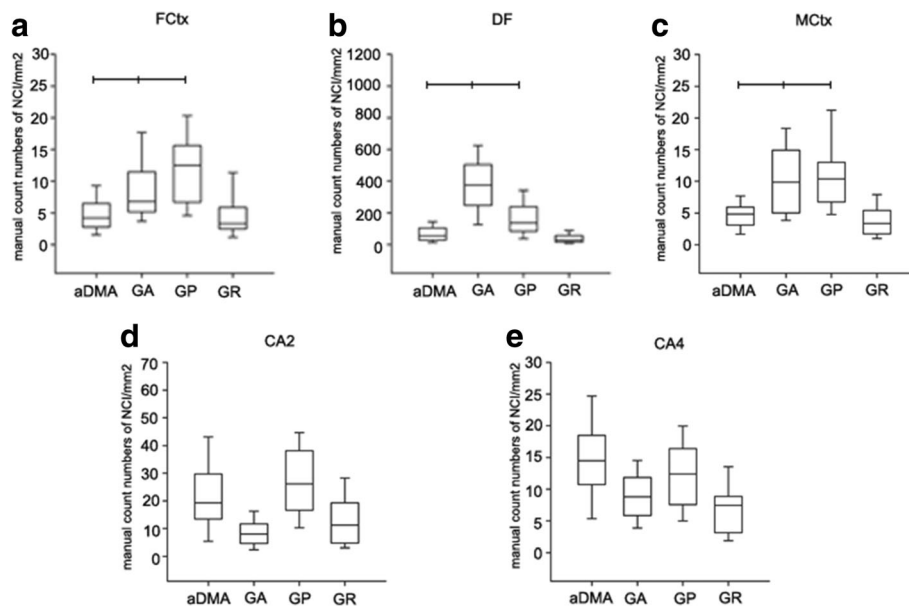 a
FCtx
manual count numbers of NCI/mm2
30
25
20
15
10
5
0
aDMA GA GP GR
b
DF
manual count numbers of NCI/mm2
1200
1000
800
600
400
200
0
aDMA GA GP GR
c
MCtx
manual count numbers of NCI/mm2
30
25
20
15
10
5
0
aDMA GA GP GR
d
CA2
manual count numbers of NCI/mm2
70
60
50
40
30
20
10
0
aDMA GA GP GR
e
CA4
manual count numbers of NCI/mm2
30
25
20
15
10
5
0
aDMA GA GP GR